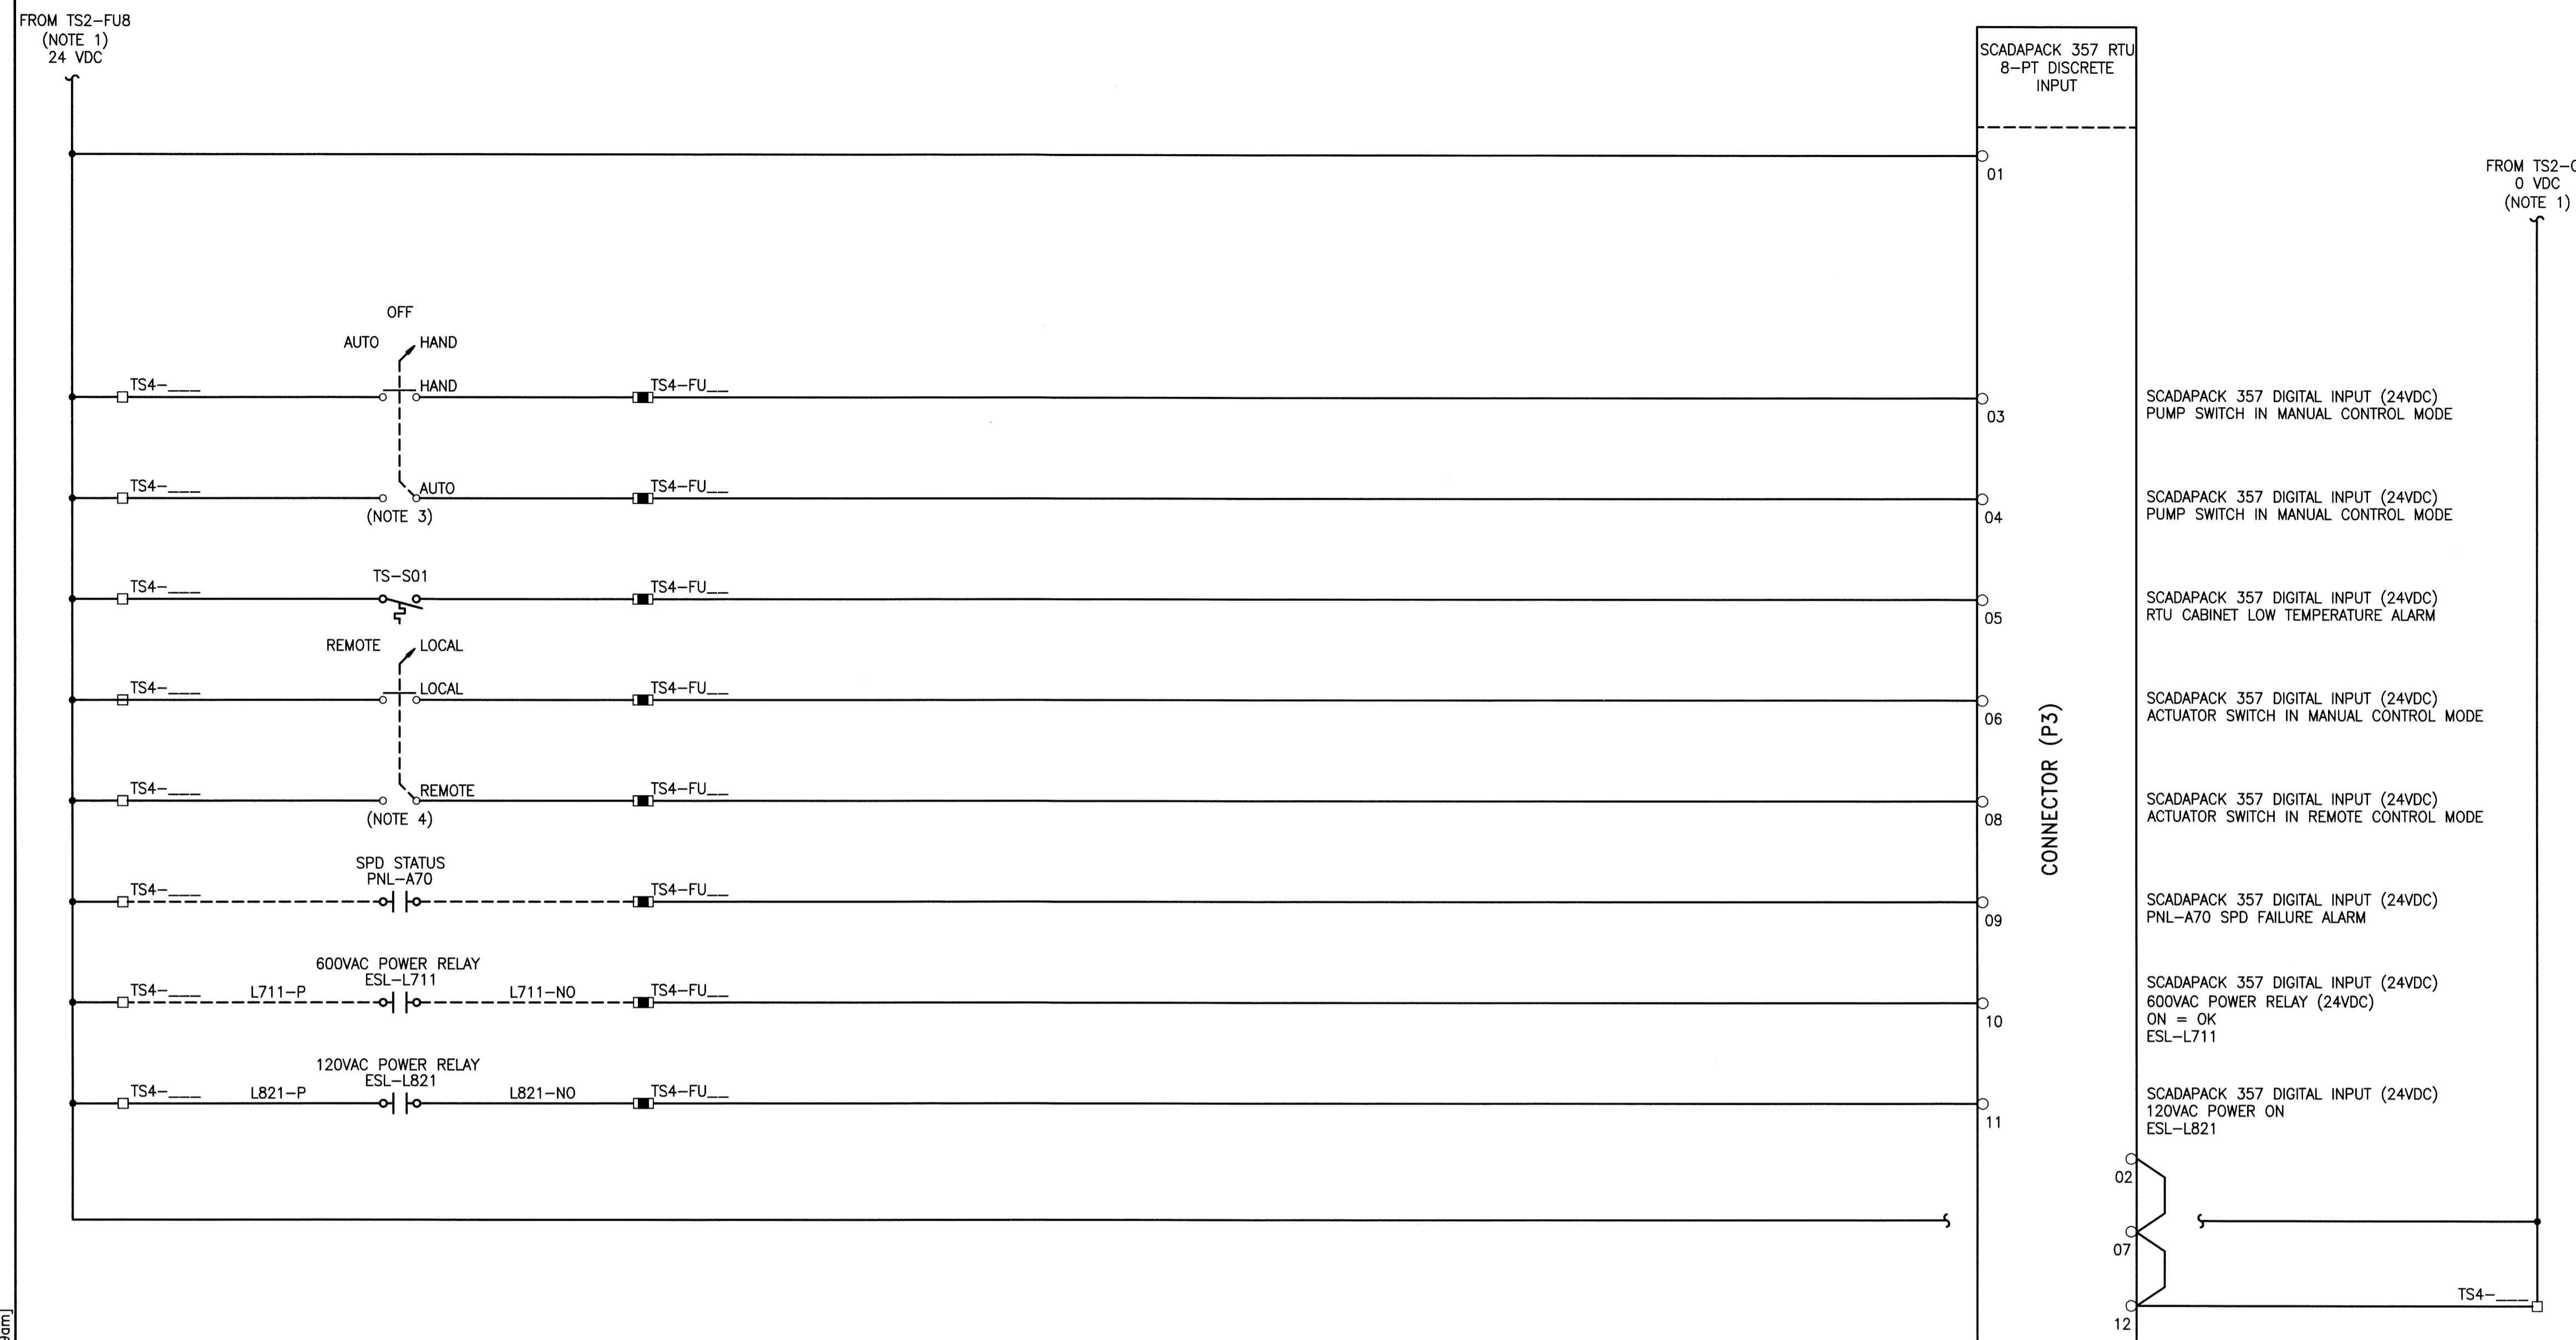 FROM TS2-FU8
(NOTE 1)
24 VDC
SCADAPACK 357 RTU
8-PT DISCRETE
INPUT
01
FROM TS2-
0 VDC
(NOTE 1)
OFF
AUTO HAND
TS4-___ HAND TS4-FU__
03
SCADAPACK 357 DIGITAL INPUT (24VDC)
PUMP SWITCH IN MANUAL CONTROL MODE
TS4-___ AUTO TS4-FU__
(NOTE 3)
04
SCADAPACK 357 DIGITAL INPUT (24VDC)
PUMP SWITCH IN MANUAL CONTROL MODE
TS-S01
TS4-___ TS4-FU__
05
SCADAPACK 357 DIGITAL INPUT (24VDC)
RTU CABINET LOW TEMPERATURE ALARM
REMOTE LOCAL
TS4-___ LOCAL TS4-FU__
06
SCADAPACK 357 DIGITAL INPUT (24VDC)
ACTUATOR SWITCH IN MANUAL CONTROL MODE
CONNECTOR (P3)
TS4-___ REMOTE TS4-FU__
(NOTE 4)
08
SCADAPACK 357 DIGITAL INPUT (24VDC)
ACTUATOR SWITCH IN REMOTE CONTROL MODE
SPD STATUS
PNL-A70
TS4-___ TS4-FU__
09
SCADAPACK 357 DIGITAL INPUT (24VDC)
PNL-A70 SPD FAILURE ALARM
600VAC POWER RELAY
ESL-L711
TS4-___ L711-P L711-NO TS4-FU__
10
SCADAPACK 357 DIGITAL INPUT (24VDC)
600VAC POWER RELAY (24VDC)
ON = OK
ESL-L711
120VAC POWER RELAY
ESL-L821
TS4-___ L821-P L821-NO TS4-FU__
11
SCADAPACK 357 DIGITAL INPUT (24VDC)
120VAC POWER ON
ESL-L821
02
07
TS4-___
12